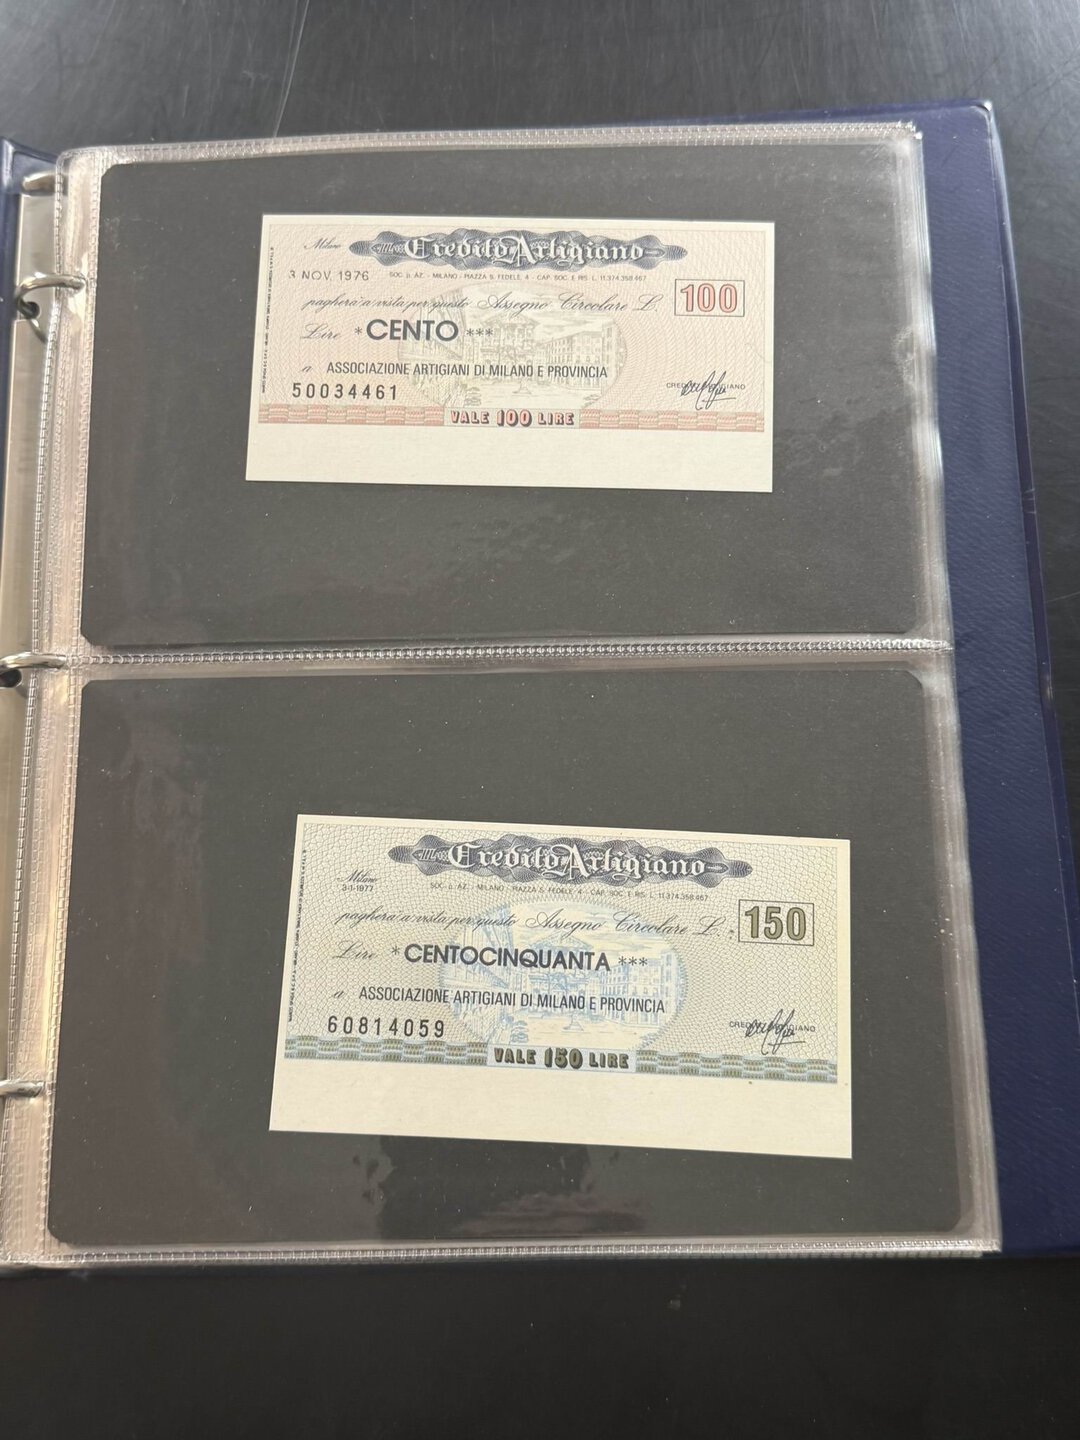 Milano
Credito Artigiano
3 NOV. 1976
SOC. p. AZ. - MILANO - PIAZZA S. FEDELE, 4 - CAP. SOC. E RIS. L. 11.374.358.467
pagherà a vista per questo Assegno Circolare L. 100
Lire *CENTO ***
a ASSOCIAZIONE ARTIGIANI DI MILANO E PROVINCIA
50034461
CREDITO ARTIGIANO
VALE 100 LIRE
Credito Artigiano
Milano
3-1-1977
SOC. p. AZ. - MILANO - PIAZZA S. FEDELE, 4 - CAP. SOC. E RIS. L. 11.374.358.467
pagherà a vista per questo Assegno Circolare L. 150
Lire *CENTOCINQUANTA ***
a ASSOCIAZIONE ARTIGIANI DI MILANO E PROVINCIA
60814059
CREDITO ARTIGIANO
VALE 150 LIRE